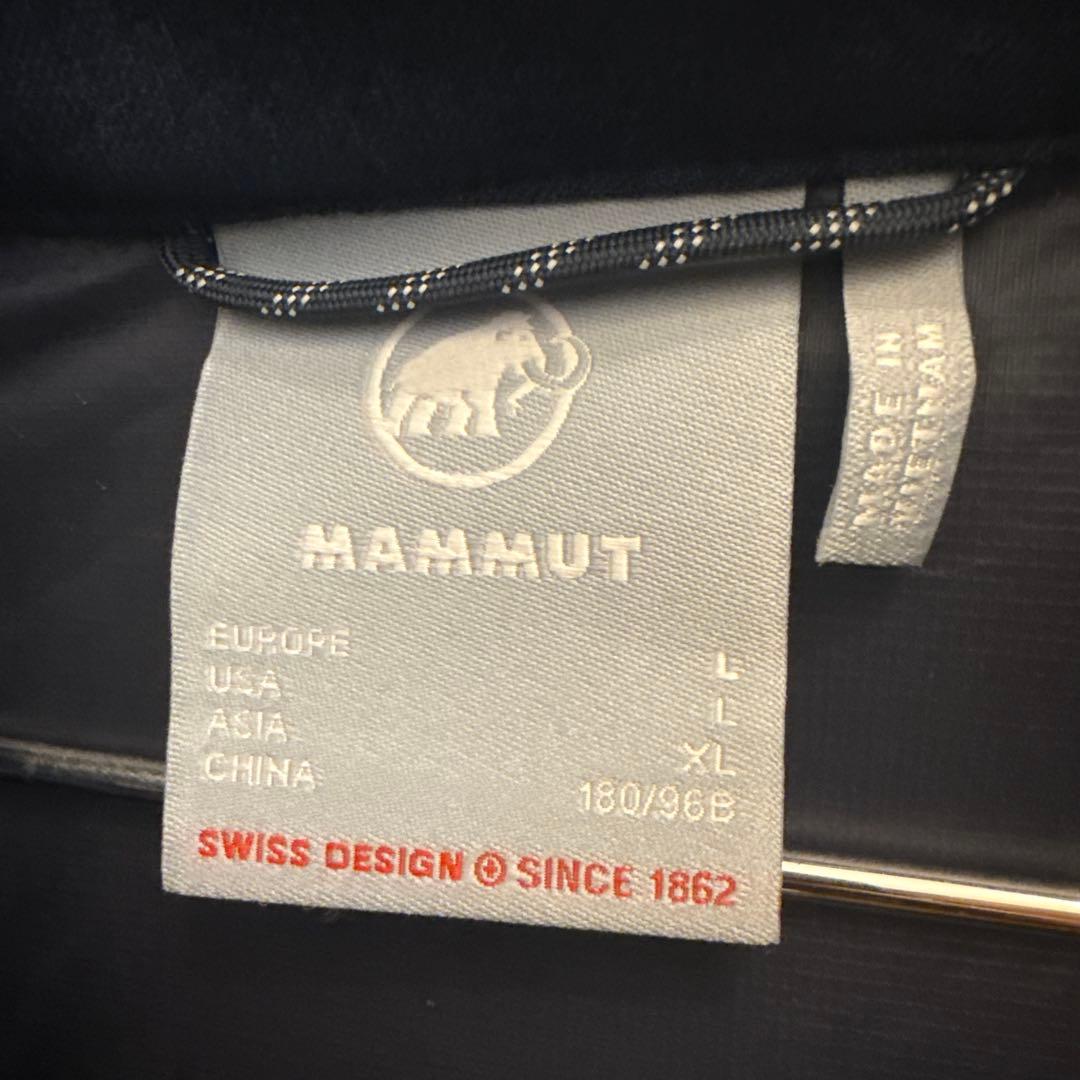 MAMMUT
EUROPE L
USA L
ASIA XL
CHINA 180/96B
SWISS DESIGN SINCE 1862
MADE IN
VIETNAM